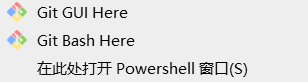 Git GUI Here
Git Bash Here
在此处打开 Powershell 窗口(S)